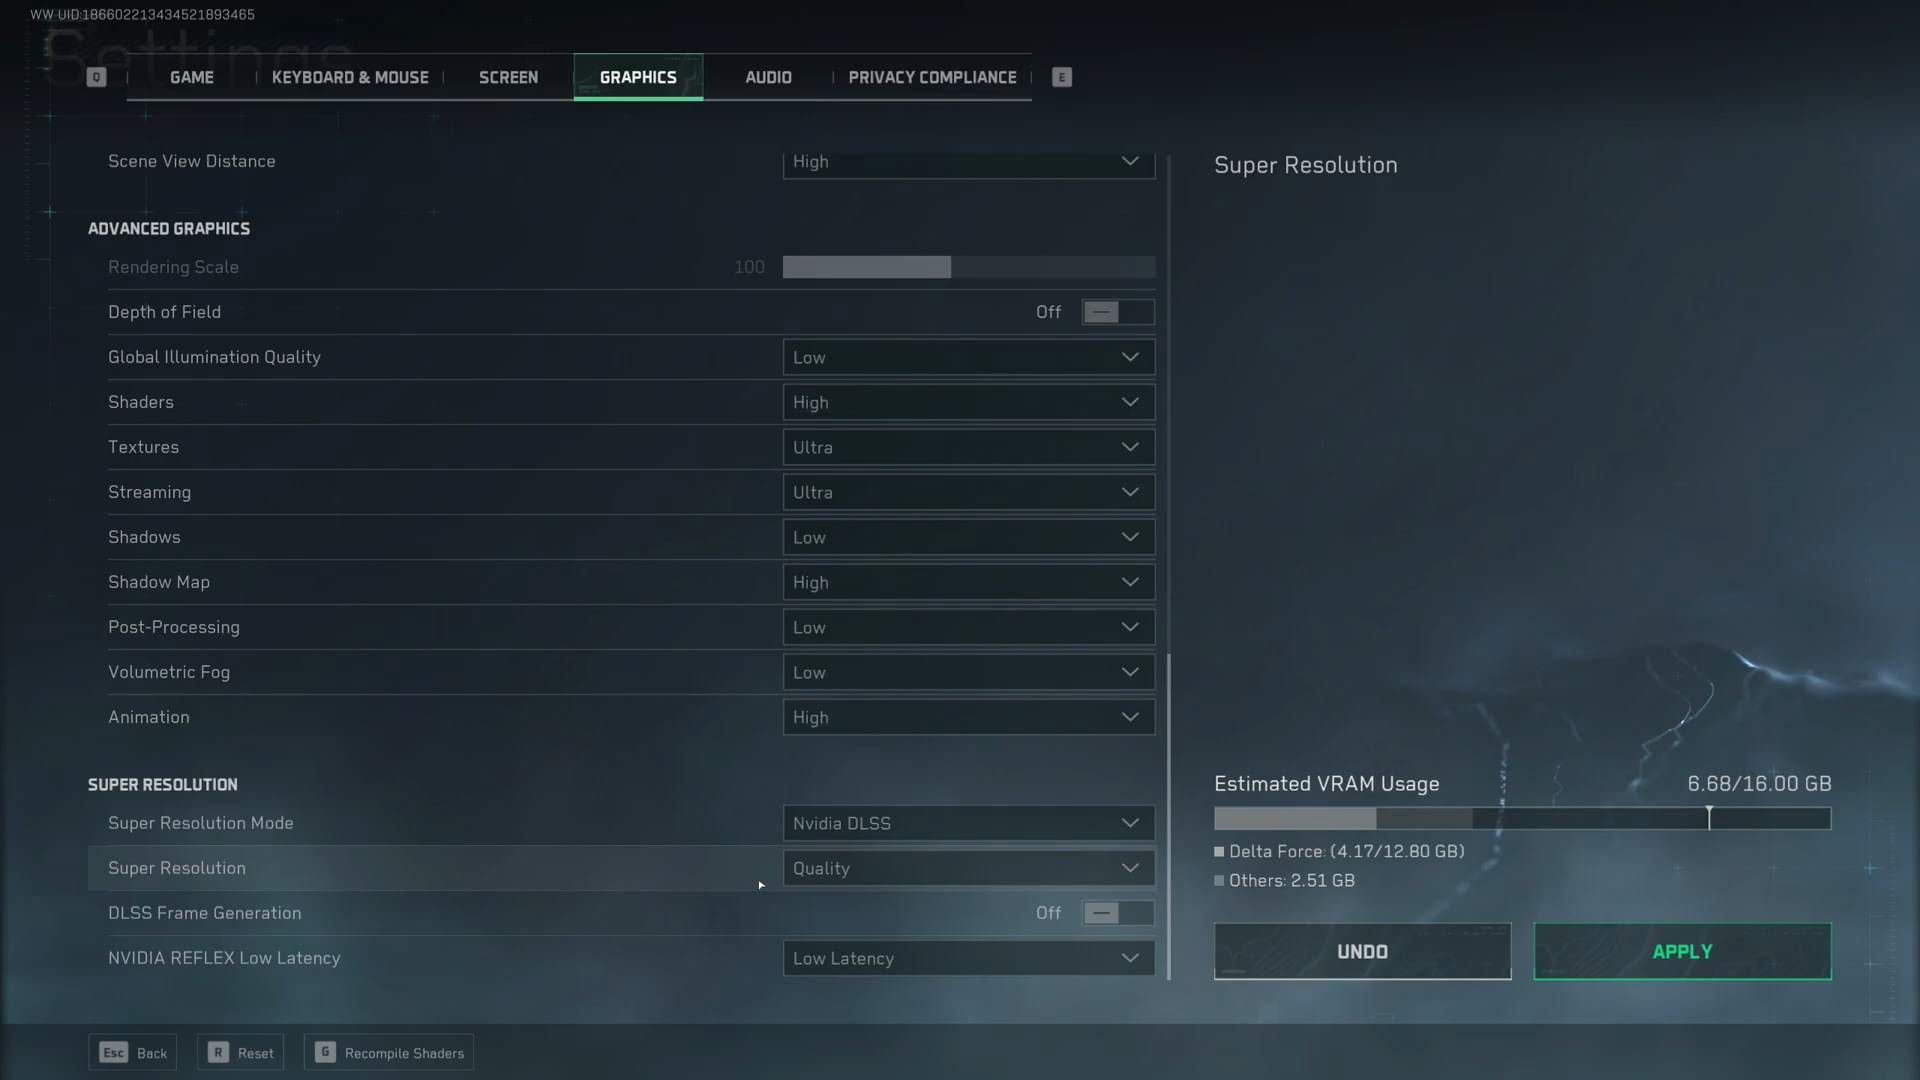 WW UID:186602213434521893465
Settings
Q GAME KEYBOARD & MOUSE SCREEN GRAPHICS AUDIO PRIVACY COMPLIANCE E
Scene View Distance High
Super Resolution
ADVANCED GRAPHICS
Rendering Scale 100
Depth of Field Off
Global Illumination Quality Low
Shaders High
Textures Ultra
Streaming Ultra
Shadows Low
Shadow Map High
Post-Processing Low
Volumetric Fog Low
Animation High
SUPER RESOLUTION
Super Resolution Mode Nvidia DLSS
Super Resolution Quality
DLSS Frame Generation Off
NVIDIA REFLEX Low Latency Low Latency
Estimated VRAM Usage 6.68/16.00 GB
Delta Force: (4.17/12.80 GB)
Others: 2.51 GB
UNDO APPLY
Esc Back R Reset G Recompile Shaders